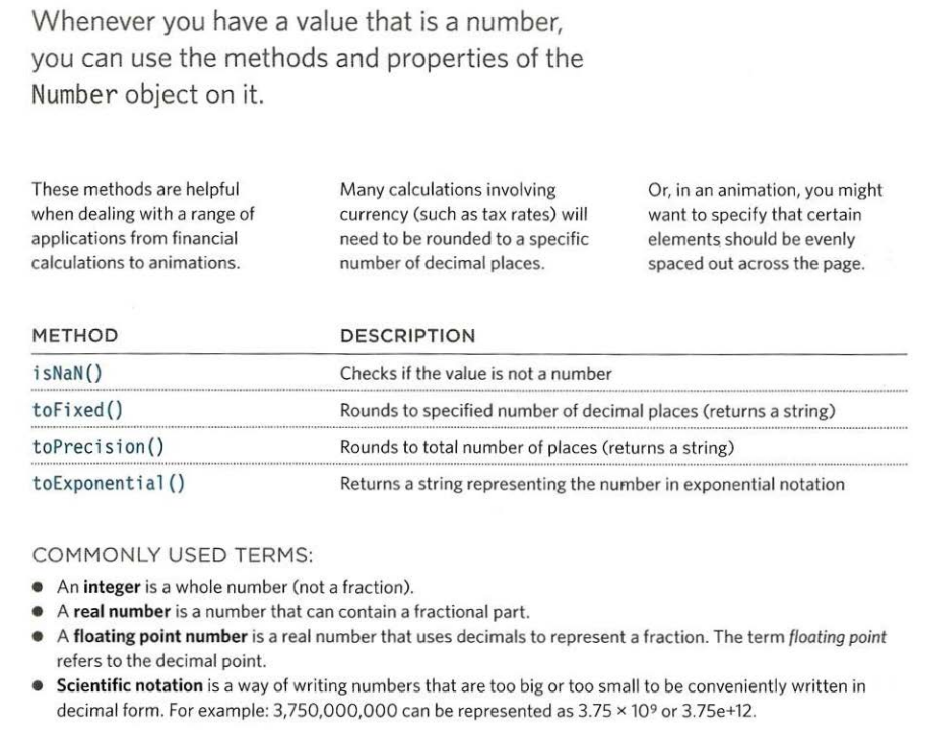 Whenever you have a value that is a number,
you can use the methods and properties of the
Number object on it.
These methods are helpful
when dealing with a range of
applications from financial
calculations to animations.
Many calculations involving
currency (such as tax rates) will
need to be rounded to a specific
number of decimal places.
Or, in an animation, you might
want to specify that certain
elements should be evenly
spaced out across the page.
METHOD DESCRIPTION
isNaN() Checks if the value is not a number
toFixed() Rounds to specified number of decimal places (returns a string)
toPrecision() Rounds to total number of places (returns a string)
toExponential() Returns a string representing the number in exponential notation
COMMONLY USED TERMS:
● An integer is a whole number (not a fraction).
● A real number is a number that can contain a fractional part.
● A floating point number is a real number that uses decimals to represent a fraction. The term floating point
refers to the decimal point.
● Scientific notation is a way of writing numbers that are too big or too small to be conveniently written in
decimal form. For example: 3,750,000,000 can be represented as 3.75 × 10⁹ or 3.75e+12.